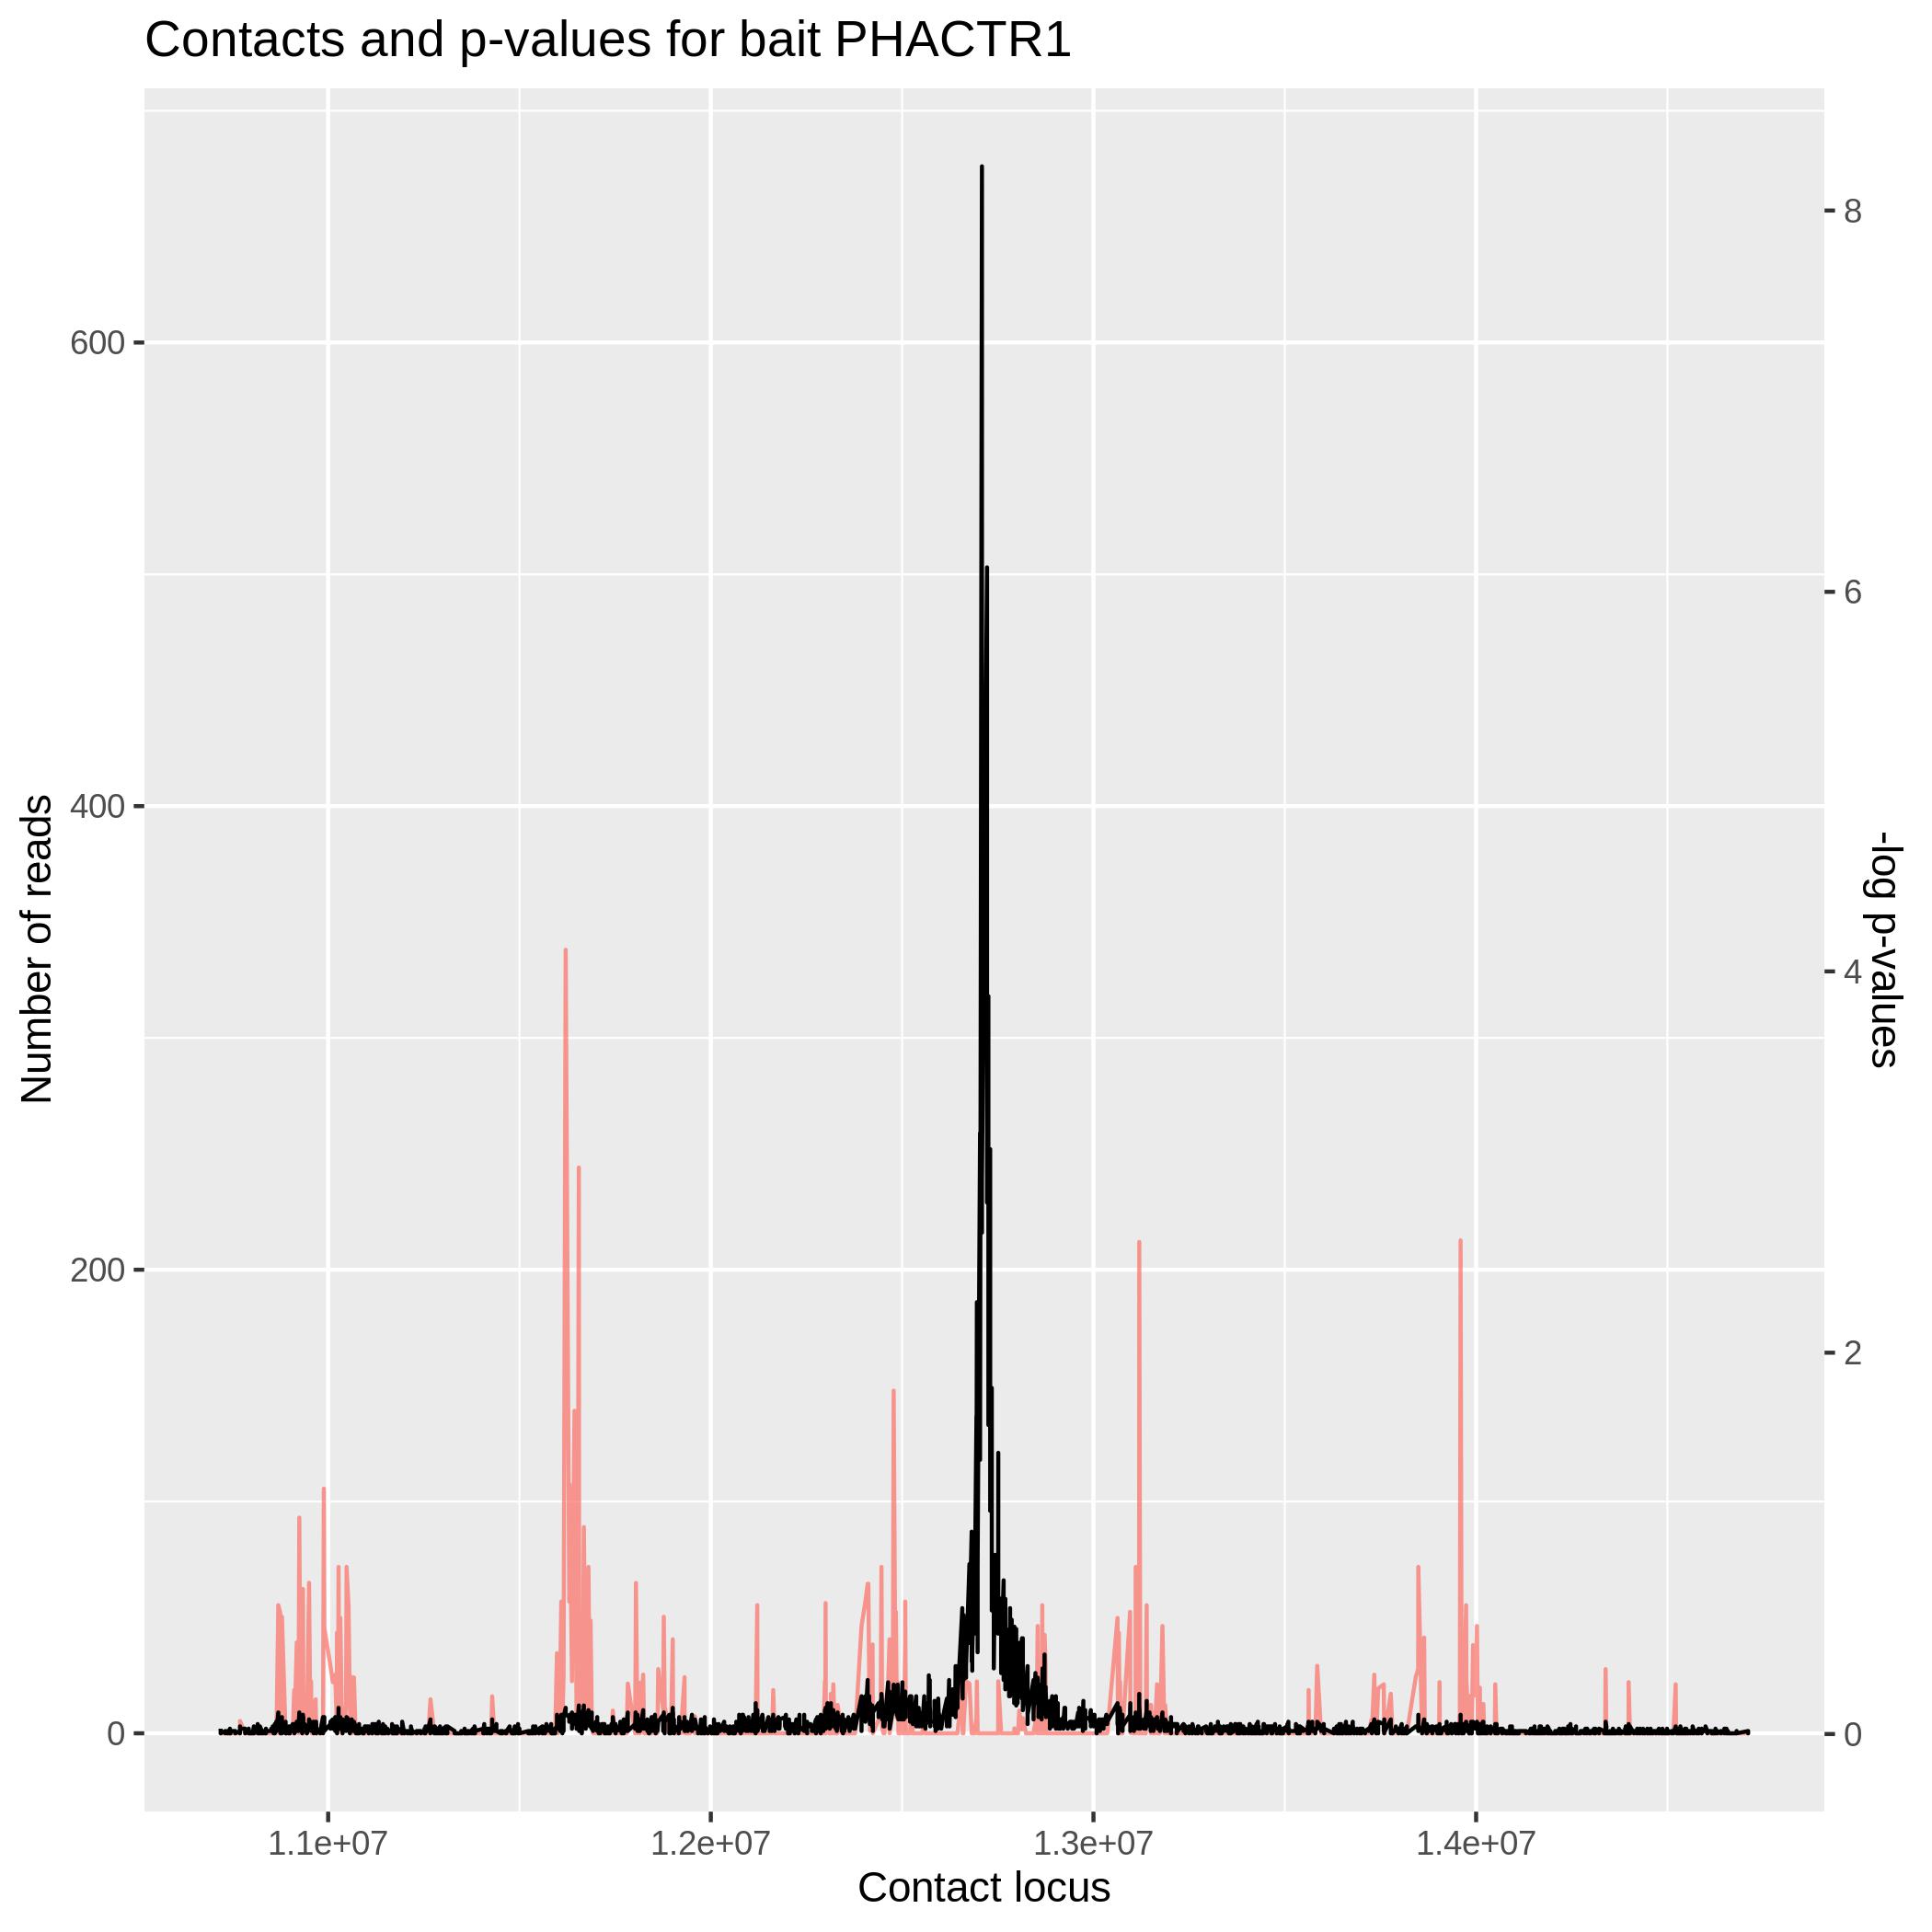 Contacts and p-values for bait PHACTR1
Number of reads
600
400
200
0
8
6
4
2
0
-log p-values
1.1e+07 1.2e+07 1.3e+07 1.4e+07
Contact locus